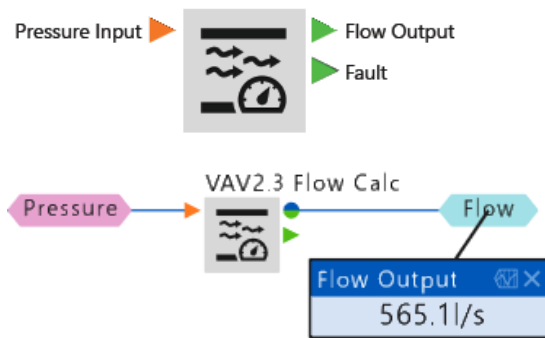 Pressure Input
Flow Output
Fault
VAV2.3 Flow Calc
Pressure
Flow
Flow Output
565.1l/s